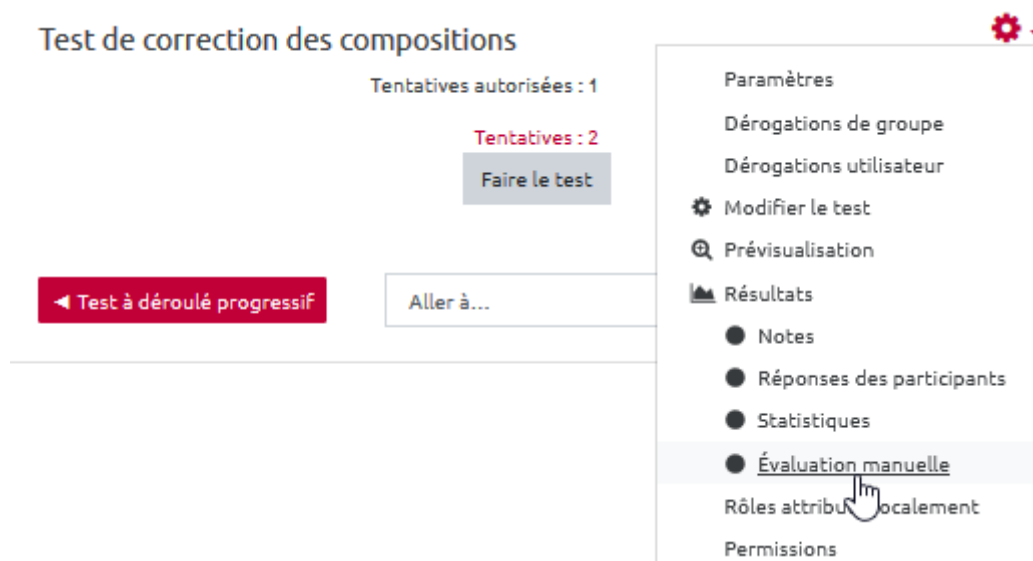 Test de correction des compositions
Tentatives autorisées : 1
Tentatives : 2
Faire le test
◄ Test à déroulé progressif
Aller à...
Paramètres
Dérogations de groupe
Dérogations utilisateur
Modifier le test
Prévisualisation
Résultats
Notes
Réponses des participants
Statistiques
Évaluation manuelle
Rôles attribu ocalement
Permissions